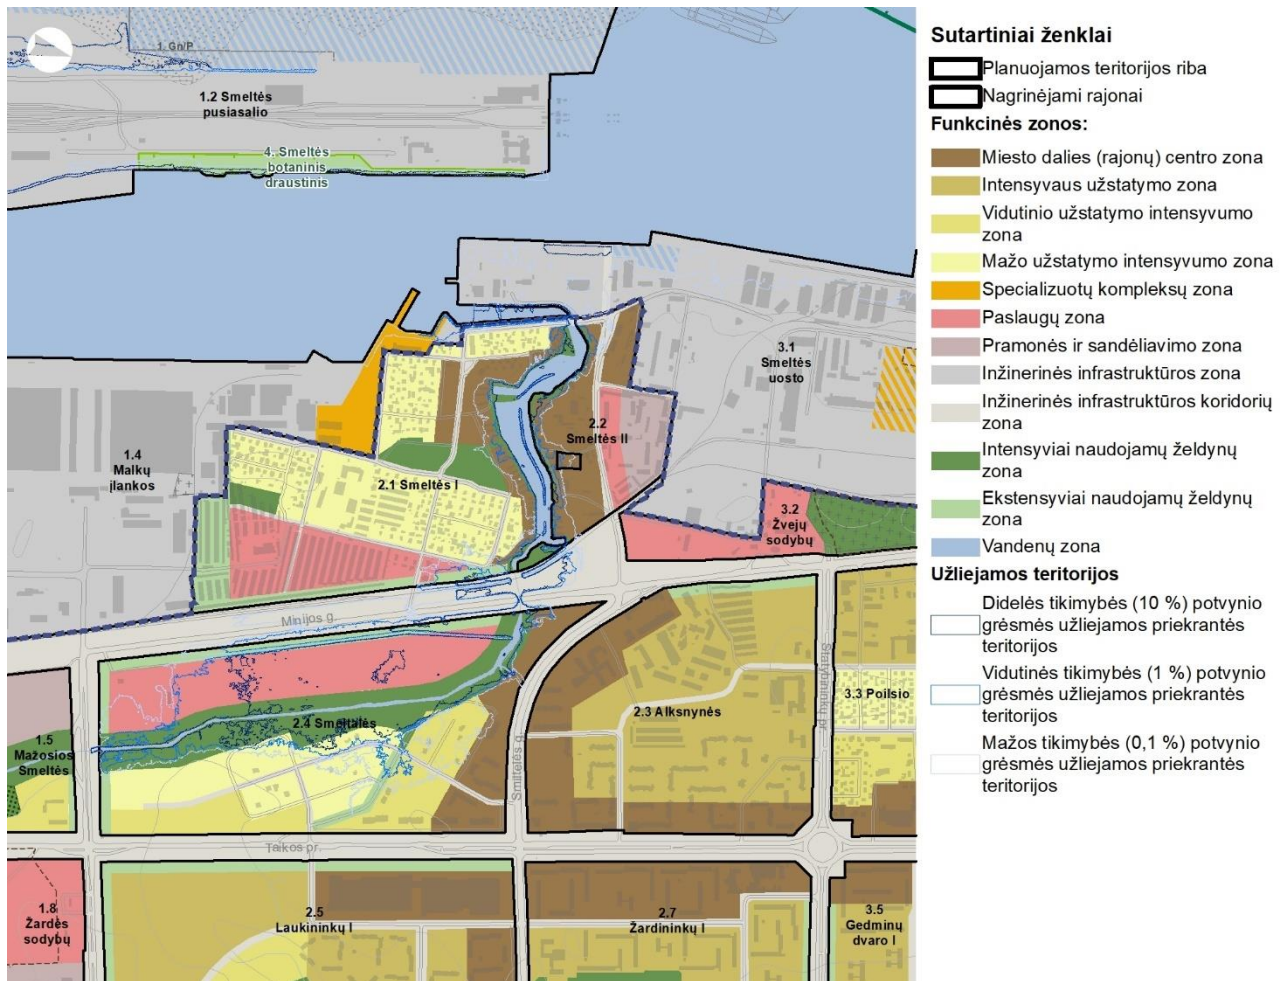 1. Gn/P
1.2 Smeltės
pusiasalio
4. Smeltės
botaninis
draustinis
3.1
Smeltės
uosto
2.2
Smeltės II
1.4
Malkų
įlankos
2.1 Smeltės I
3.2
Žvejų
sodybų
Minijos g.
Statybininkų pr.
3.3 Poilsio
2.3 Alksnynės
2.4 Smeltalės
1.5
Mažosios
Smeltės
Smiltelės g.
Taikos pr.
1.8
Žardės
sodybų
2.5
Laukininkų I
2.7
Žardininkų I
3.5
Gedminų
dvaro I
Sutartiniai ženklai
Planuojamos teritorijos riba
Nagrinėjami rajonai
Funkcinės zonos:
Miesto dalies (rajonų) centro zona
Intensyvaus užstatymo zona
Vidutinio užstatymo intensyvumo
zona
Mažo užstatymo intensyvumo zona
Specializuotų kompleksų zona
Paslaugų zona
Pramonės ir sandėliavimo zona
Inžinerinės infrastruktūros zona
Inžinerinės infrastruktūros koridorių
zona
Intensyviai naudojamų želdynų
zona
Ekstensyviai naudojamų želdynų
zona
Vandenų zona
Užliejamos teritorijos
Didelės tikimybės (10 %) potvynio
grėsmės užliejamos priekrantės
teritorijos
Vidutinės tikimybės (1 %) potvynio
grėsmės užliejamos priekrantės
teritorijos
Mažos tikimybės (0,1 %) potvynio
grėsmės užliejamos priekrantės
teritorijos